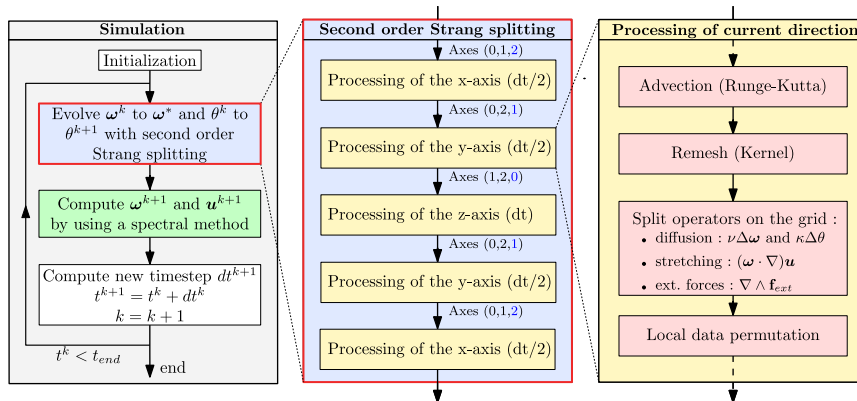 Simulation
Initialization
Evolve ω^k to ω* and θ^k to
θ^{k+1} with second order
Strang splitting
Compute ω^{k+1} and u^{k+1}
by using a spectral method
Compute new timestep dt^{k+1}
t^{k+1} = t^k + dt^k
k = k + 1
t^k < t_{end}
end
Second order Strang splitting
Axes (0,1,2)
Processing of the x-axis (dt/2)
Axes (0,2,1)
Processing of the y-axis (dt/2)
Axes (1,2,0)
Processing of the z-axis (dt)
Axes (0,2,1)
Processing of the y-axis (dt/2)
Axes (0,1,2)
Processing of the x-axis (dt/2)
Processing of current direction
Advection (Runge-Kutta)
Remesh (Kernel)
Split operators on the grid :
• diffusion : νΔω and κΔθ
• stretching : (ω · ∇)u
• ext. forces : ∇ ∧ f_{ext}
Local data permutation